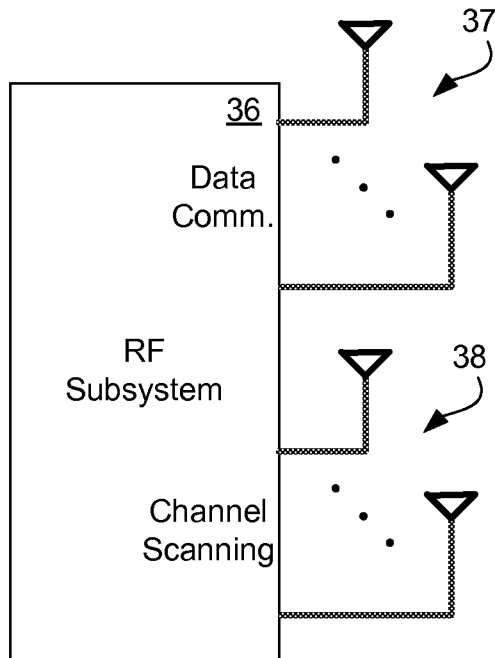 37
36
Data
Comm.
RF
Subsystem
38
Channel
Scanning